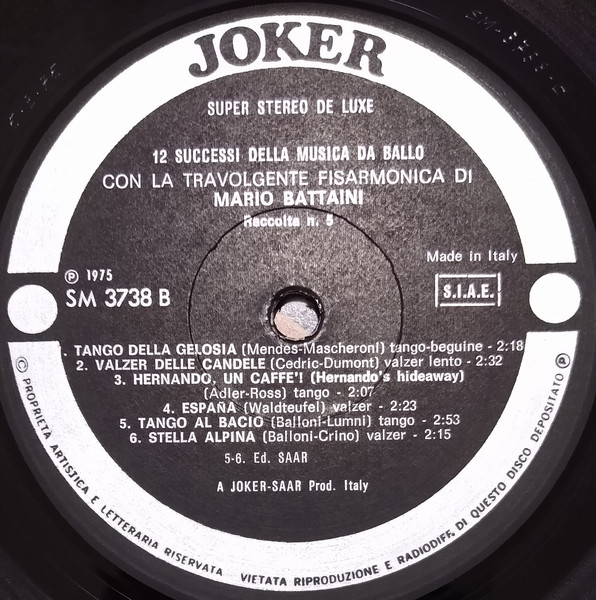 JOKER
SUPER STEREO DE LUXE
12 SUCCESSI DELLA MUSICA DA BALLO
CON LA TRAVOLGENTE FISARMONICA DI
MARIO BATTAINI
Raccolta n. 5
Made in Italy
Ⓟ 1975
SM 3738 B
S.I.A.E.
. TANGO DELLA GELOSIA (Mendes-Mascheroni) tango-beguine - 2:18
2. VALZER DELLE CANDELE (Cedric-Dumont) valzer lento - 2:32
3. HERNANDO, UN CAFFE'! (Hernando's hideaway)
(Adler-Ross) tango - 2:07
4. ESPAÑA (Waldteufel) valzer - 2:23
5. TANGO AL BACIO (Balloni-Lumni) tango - 2:53
6. STELLA ALPINA (Balloni-Crino) valzer - 2:15
5-6. Ed. SAAR
A JOKER-SAAR Prod. Italy
© PROPRIETA ARTISTICA E LETTERARIA RISERVATA VIETATA RIPRODUZIONE E RADIODIFF. DI QUESTO DISCO DEPOSITATO Ⓟ